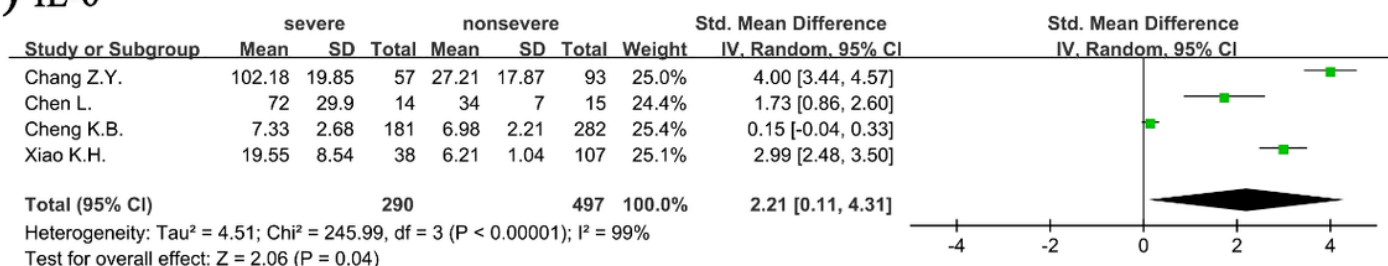 ) IL-6
severe nonsevere Std. Mean Difference Std. Mean Difference
Study or Subgroup Mean SD Total Mean SD Total Weight IV, Random, 95% CI IV, Random, 95% CI
Chang Z.Y. 102.18 19.85 57 27.21 17.87 93 25.0% 4.00 [3.44, 4.57]
Chen L. 72 29.9 14 34 7 15 24.4% 1.73 [0.86, 2.60]
Cheng K.B. 7.33 2.68 181 6.98 2.21 282 25.4% 0.15 [-0.04, 0.33]
Xiao K.H. 19.55 8.54 38 6.21 1.04 107 25.1% 2.99 [2.48, 3.50]
Total (95% CI) 290 497 100.0% 2.21 [0.11, 4.31]
Heterogeneity: Tau² = 4.51; Chi² = 245.99, df = 3 (P < 0.00001); I² = 99%
-4 -2 0 2 4
Test for overall effect: Z = 2.06 (P = 0.04)